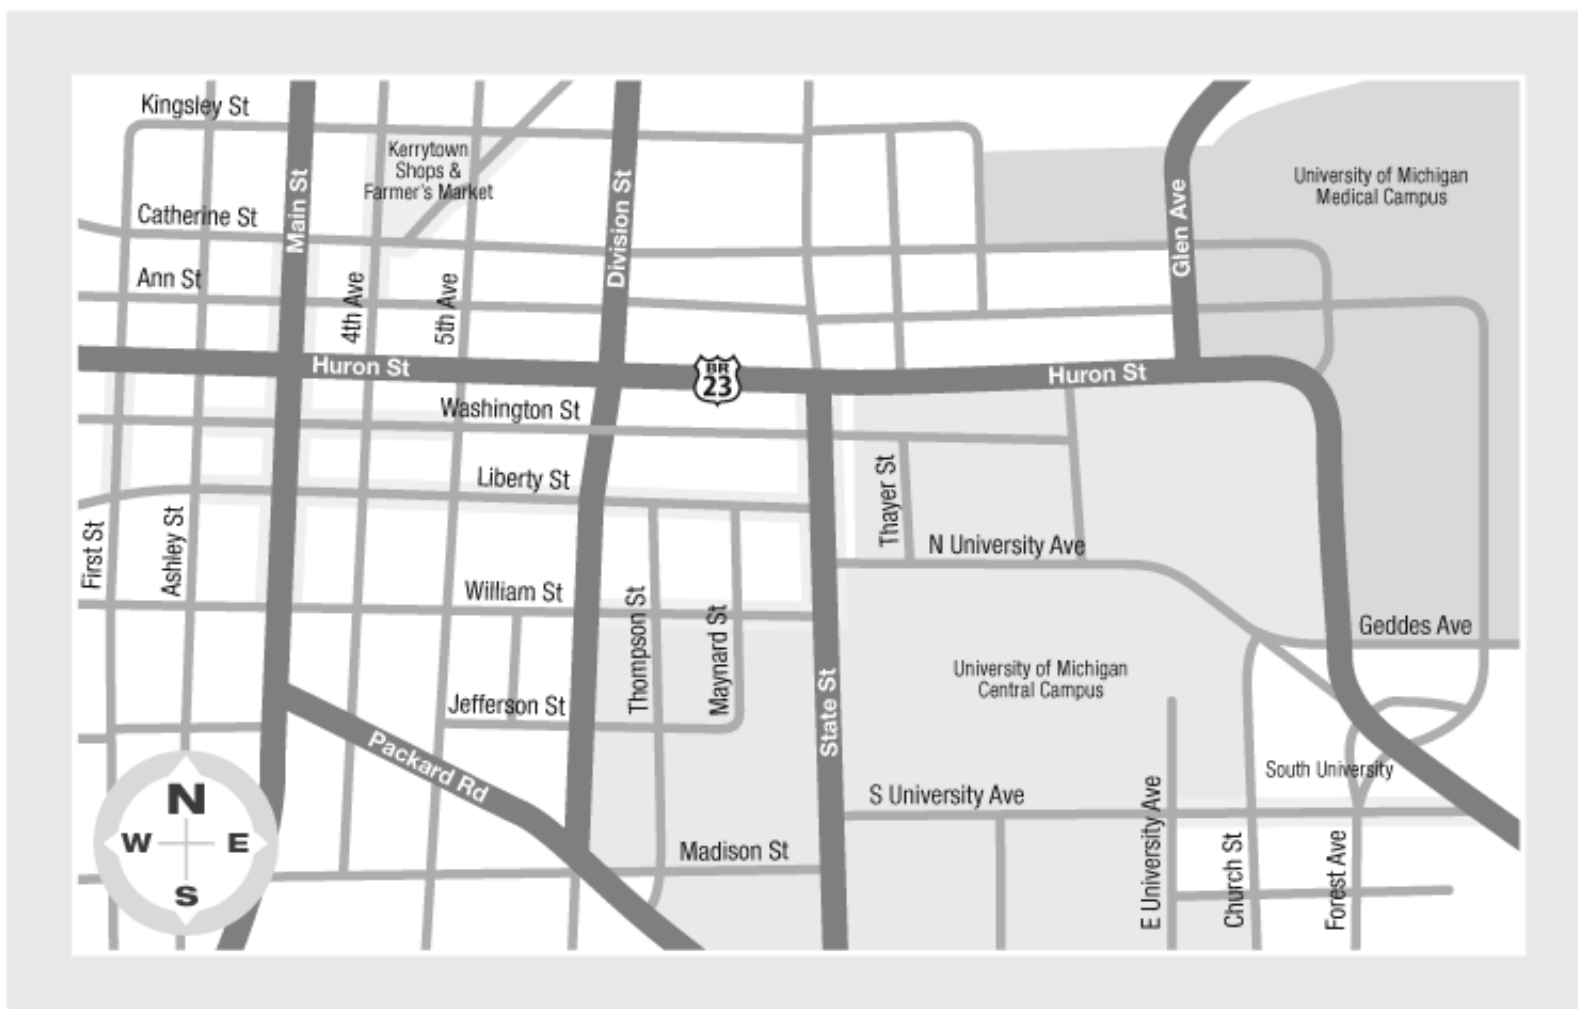 Kingsley St
Kerrytown
Shops &
Farmer's Market
University of Michigan
Medical Campus
Main St
Division St
Glen Ave
Catherine St
Ann St
4th Ave
5th Ave
Huron St
BR
23
Huron St
Washington St
Liberty St
Thayer St
First St
Ashley St
N University Ave
William St
Thompson St
Maynard St
Geddes Ave
University of Michigan
Central Campus
State St
Jefferson St
Packard Rd
South University
S University Ave
E University Ave
Church St
Forest Ave
Madison St
N
W E
S